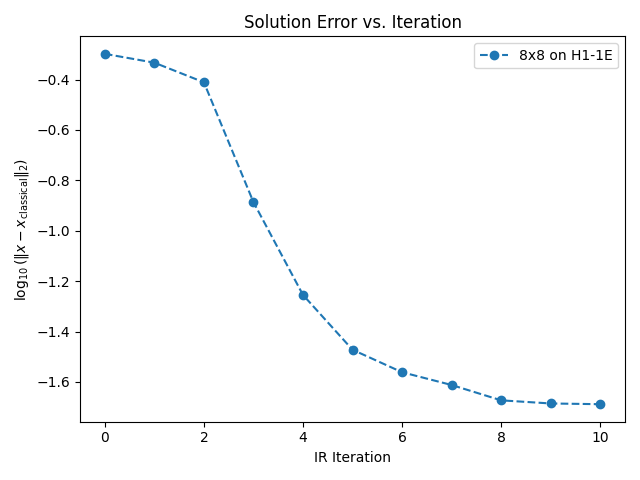 Solution Error vs. Iteration
8x8 on H1-1E
log₁₀(‖x − x_classical‖₂)
−0.4
−0.6
−0.8
−1.0
−1.2
−1.4
−1.6
0 2 4 6 8 10
IR Iteration